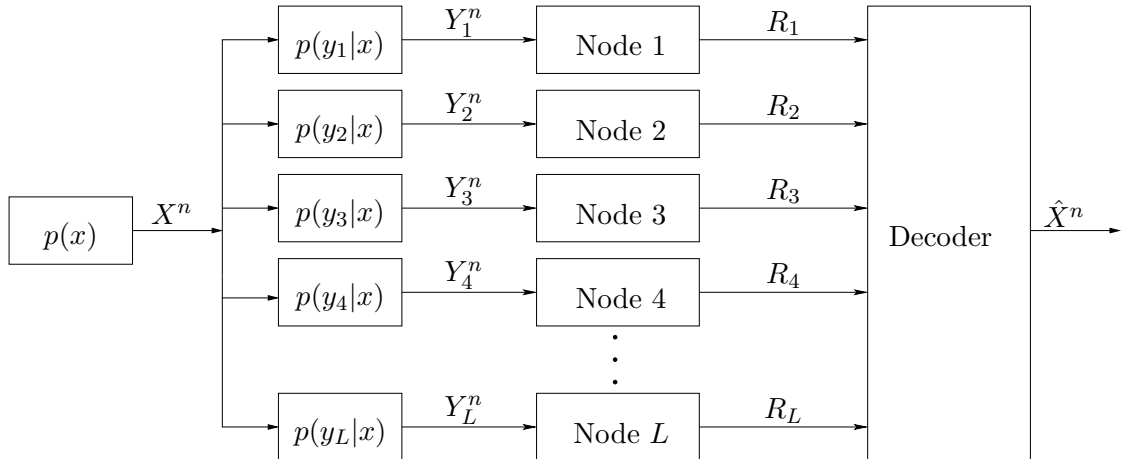 p(x)
X^n
p(y_1|x)
Y_1^n
Node 1
R_1
p(y_2|x)
Y_2^n
Node 2
R_2
p(y_3|x)
Y_3^n
Node 3
R_3
p(y_4|x)
Y_4^n
Node 4
R_4
p(y_L|x)
Y_L^n
Node L
R_L
Decoder
\hat{X}^n